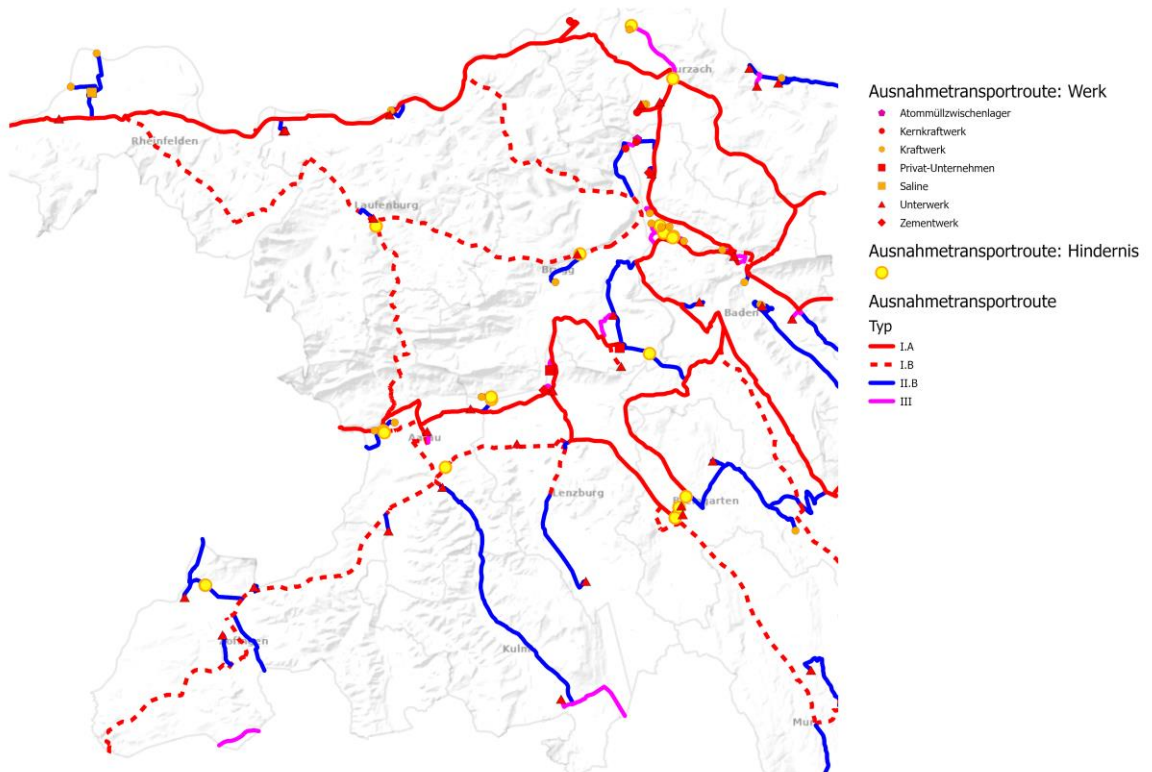 urzach
Rheinfelden
Laufenburg
Baden
Lenzburg
Ausnahmetransportroute: Werk
Atommüllzwischenlager
Kernkraftwerk
Kraftwerk
Privat-Unternehmen
Saline
Unterwerk
Zementwerk
Ausnahmetransportroute: Hindernis
Ausnahmetransportroute
Typ
I.A
I.B
II.B
III